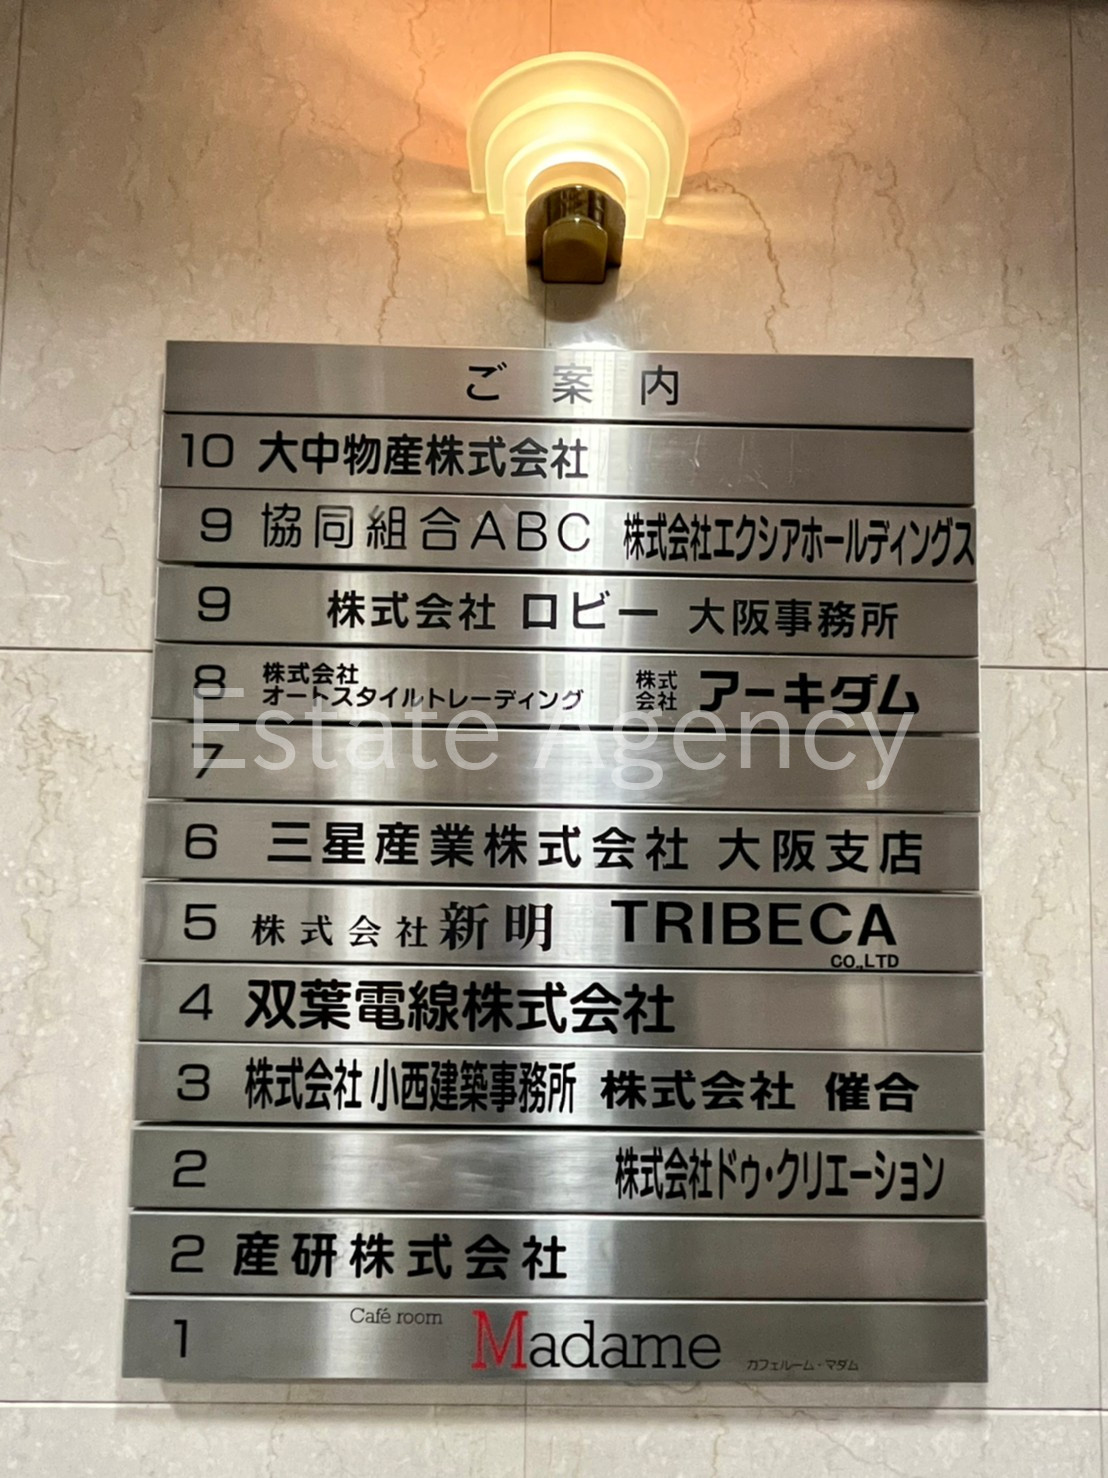 ご案内
10 大中物産株式会社
9 協同組合ABC 株式会社エクシアホールディングス
9 株式会社 ロビー 大阪事務所
8 株式会社 オートスタイルトレーディング 株式会社 アーキダム
7
Estate Agency
6 三星産業株式会社 大阪支店
5 株式会社新明 TRIBECA CO.,LTD
4 双葉電線株式会社
3 株式会社 小西建築事務所 株式会社 催合
2 株式会社ドゥ・クリエーション
2 産研株式会社
1 Café room Madame カフェルーム・マダム